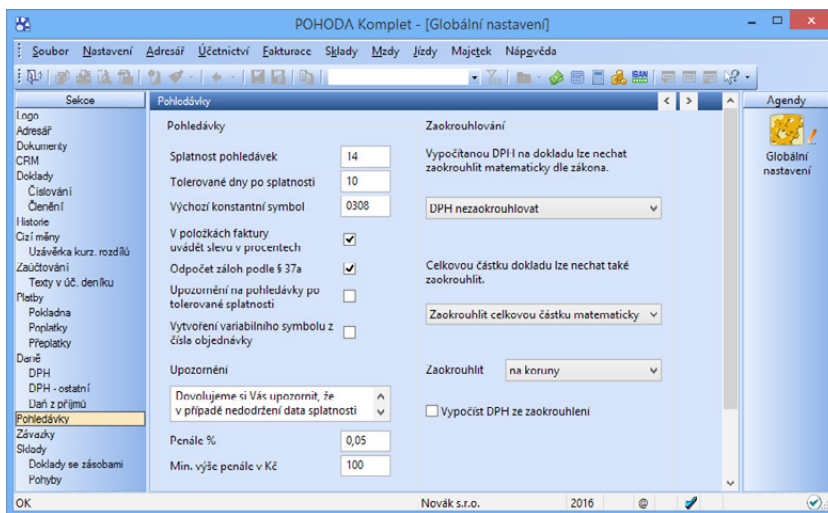 POHODA Komplet - [Globální nastavení]
Soubor Nastavení Adresář Účetnictví Fakturace Sklady Mzdy Jízdy Majetek Nápověda
IBAN
Sekce
Logo
Adresář
Dokumenty
CRM
Doklady
Číslování
Členění
Historie
Cizí měny
Uzávěrka kurz. rozdílů
Zaúčtování
Texty v úč. deníku
Platby
Pokladna
Poplatky
Přeplatky
Daně
DPH
DPH - ostatní
Daň z příjmů
Pohledávky
Závazky
Sklady
Doklady se zásobami
Pohyby
Pohledávky
Pohledávky
Splatnost pohledávek 14
Tolerované dny po splatnosti 10
Výchozí konstantní symbol 0308
V položkách faktury
uvádět slevu v procentech
Odpočet záloh podle § 37a
Upozornění na pohledávky po
tolerované splatnosti
Vytvoření variabilního symbolu z
čísla objednávky
Upozornění
Dovolujeme si Vás upozornit, že
v případě nedodržení data splatnosti
Penále % 0,05
Min. výše penále v Kč 100
Zaokrouhlování
Vypočítanou DPH na dokladu lze nechat
zaokrouhlit matematicky dle zákona.
DPH nezaokrouhlovat
Celkovou částku dokladu lze nechat také
zaokrouhlit.
Zaokrouhlit celkovou částku matematicky
Zaokrouhlit na koruny
Vypočíst DPH ze zaokrouhlení
Agendy
Globální
nastavení
OK Novák s.r.o. 2016 @